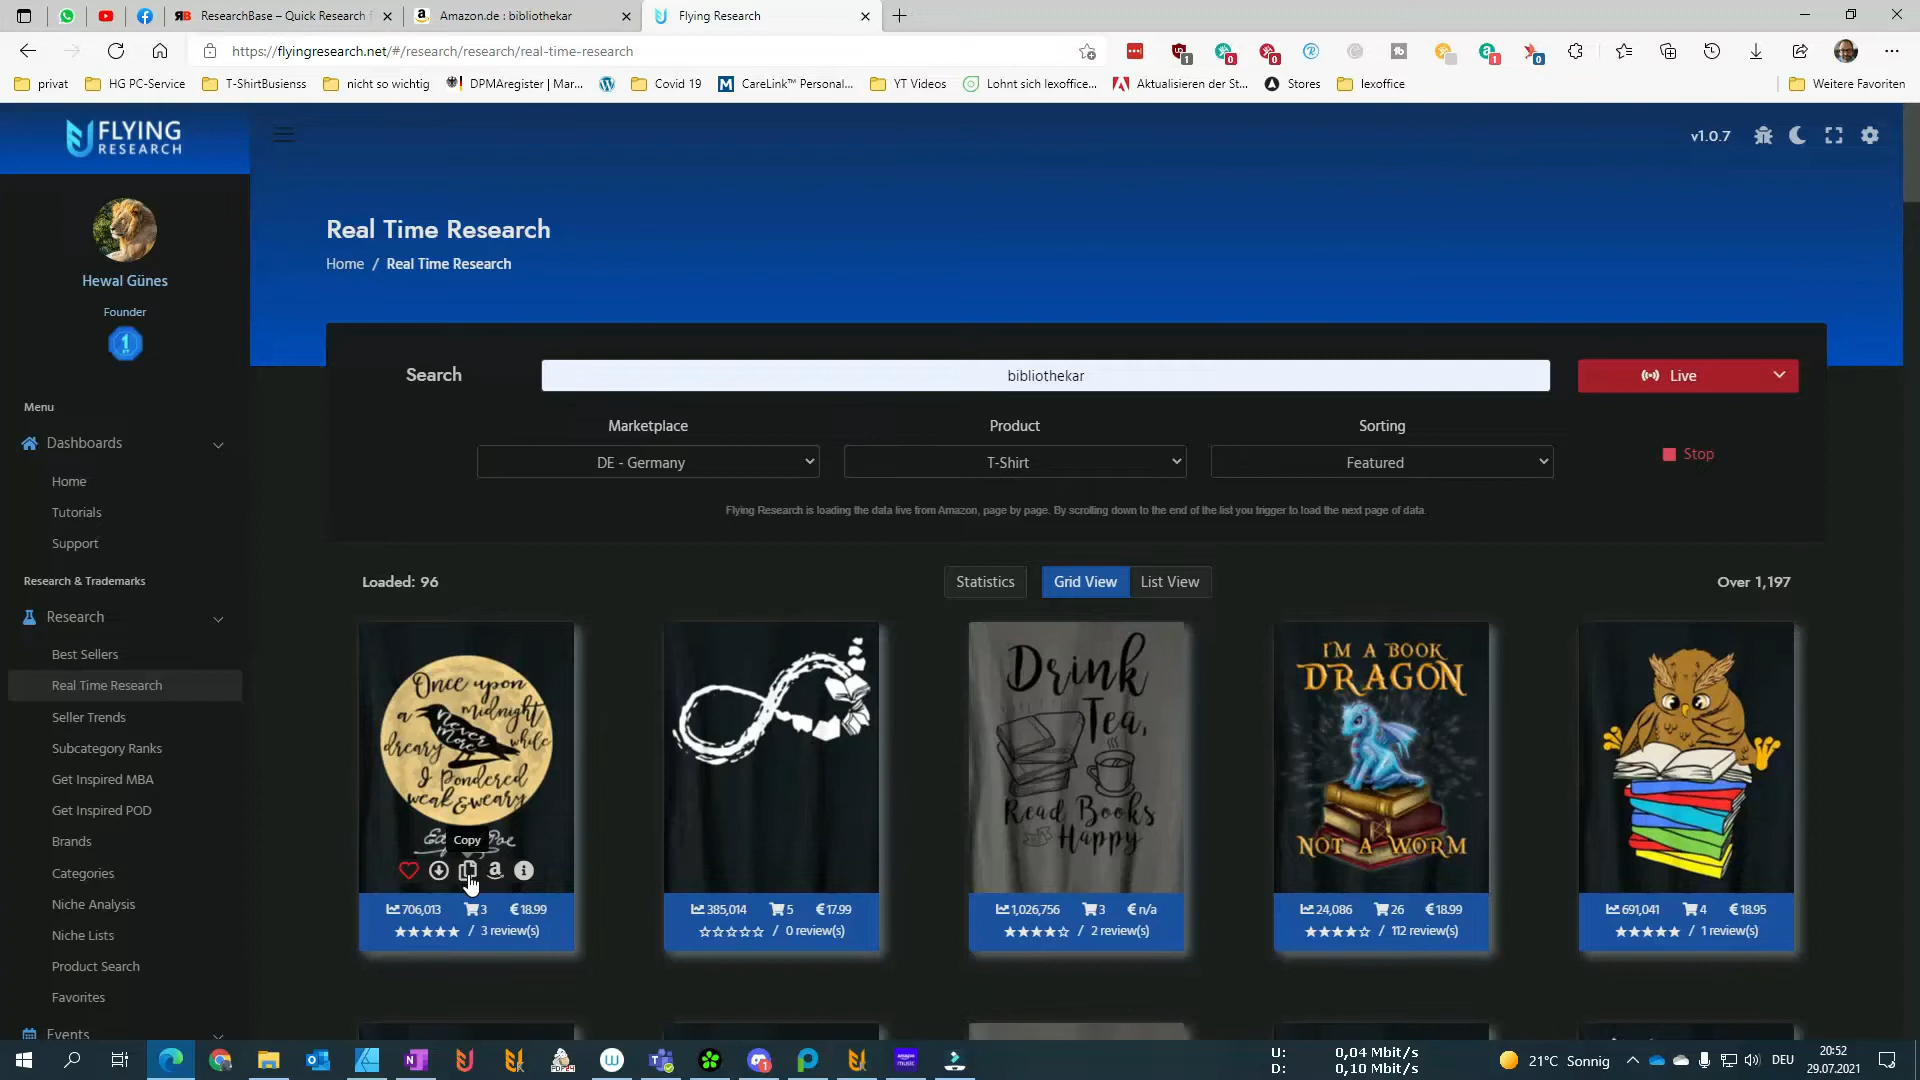 ResearchBase – Quick Research
Amazon.de : bibliothekar
Flying Research
https://flyingresearch.net/#/research/research/real-time-research
privat
HG PC-Service
T-ShirtBusienss
nicht so wichtig
DPMAregister | Mar...
Covid 19
CareLink™ Personal...
YT Videos
Lohnt sich lexoffice...
Aktualisieren der St...
Stores
lexoffice
Weitere Favoriten
FLYING
RESEARCH
v1.0.7
Hewal Günes
Founder
1
Real Time Research
Home / Real Time Research
Search
bibliothekar
Live
Marketplace
Product
Sorting
DE - Germany
T-Shirt
Featured
Stop
Flying Research is loading the data live from Amazon, page by page. By scrolling down to the end of the list you trigger to load the next page of data.
Menu
Dashboards
Home
Tutorials
Support
Research & Trademarks
Research
Best Sellers
Real Time Research
Seller Trends
Subcategory Ranks
Get Inspired MBA
Get Inspired POD
Brands
Categories
Niche Analysis
Niche Lists
Product Search
Favorites
Events
Loaded: 96
Statistics
Grid View
List View
Over 1,197
Once upon
a midnight
dreary while
never
more
I Pondered
weak & weary
Copy
706,013 3 €18.99
/ 3 review(s)
385,014 5 €17.99
/ 0 review(s)
Drink
Tea,
Read Books
Happy
1,026,756 3 € n/a
/ 2 review(s)
I'M A BOOK
DRAGON
NOT A WORM
24,086 26 €18.99
/ 112 review(s)
691,041 4 €18.95
/ 1 review(s)
U: 0,04 Mbit/s
D: 0,10 Mbit/s
21°C Sonnig
DEU
20:52
29.07.2021